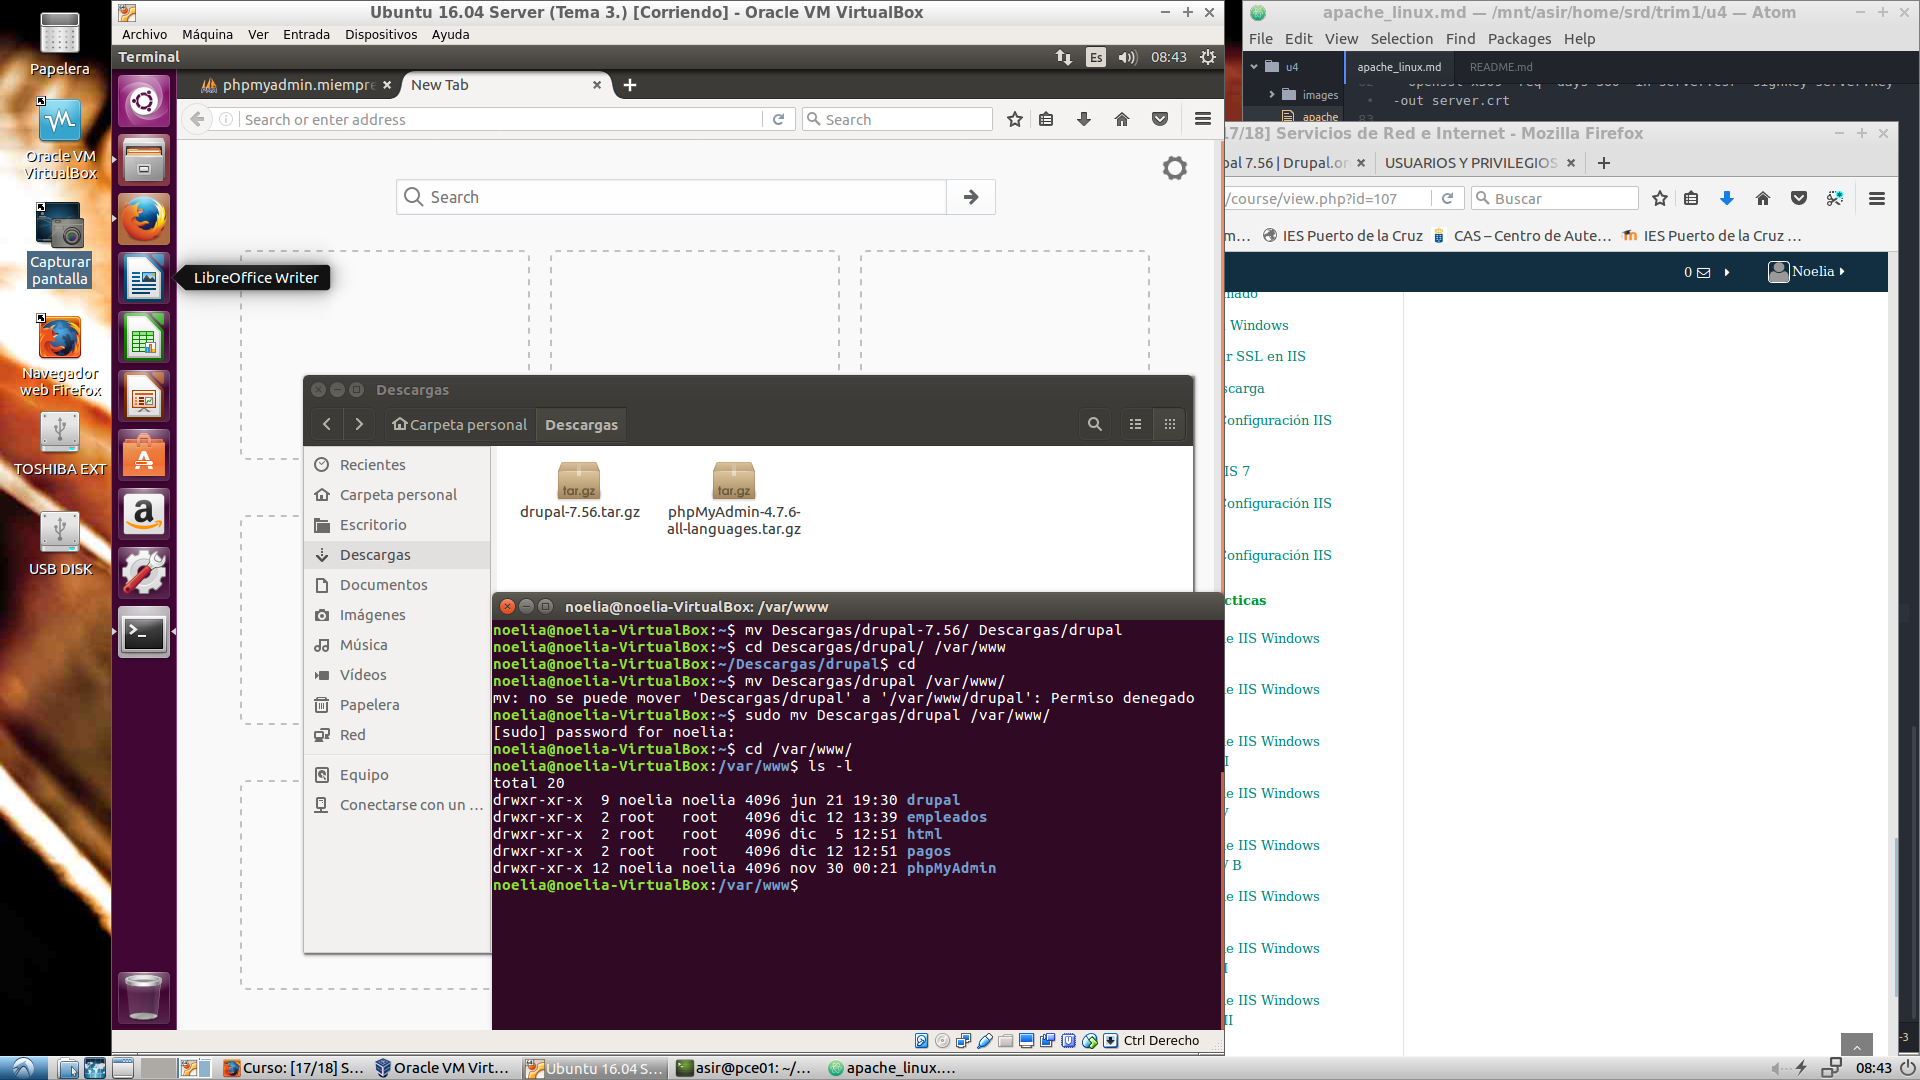 Papelera
Oracle VM
VirtualBox
Capturar
pantalla
Navegador
web Firefox
TOSHIBA EXT
USB DISK
Ubuntu 16.04 Server (Tema 3.) [Corriendo] - Oracle VM VirtualBox
Archivo Máquina Ver Entrada Dispositivos Ayuda
Terminal
Es
08:43
phpmyadmin.miempre
New Tab
Search or enter address
Search
Search
LibreOffice Writer
Descargas
Carpeta personal
Descargas
Recientes
Carpeta personal
Escritorio
Descargas
Documentos
Imágenes
Música
Vídeos
Papelera
Red
Equipo
Conectarse con un ...
tar.gz
drupal-7.56.tar.gz
tar.gz
phpMyAdmin-4.7.6-
all-languages.tar.gz
noelia@noelia-VirtualBox: /var/www
noelia@noelia-VirtualBox:~$ mv Descargas/drupal-7.56/ Descargas/drupal
noelia@noelia-VirtualBox:~$ cd Descargas/drupal/ /var/www
noelia@noelia-VirtualBox:~/Descargas/drupal$ cd
noelia@noelia-VirtualBox:~$ mv Descargas/drupal /var/www/
mv: no se puede mover 'Descargas/drupal' a '/var/www/drupal': Permiso denegado
noelia@noelia-VirtualBox:~$ sudo mv Descargas/drupal /var/www/
[sudo] password for noelia:
noelia@noelia-VirtualBox:~$ cd /var/www/
noelia@noelia-VirtualBox:/var/www$ ls -l
total 20
drwxr-xr-x  9 noelia noelia 4096 jun 21 19:30 drupal
drwxr-xr-x  2 root   root   4096 dic 12 13:39 empleados
drwxr-xr-x  2 root   root   4096 dic  5 12:51 html
drwxr-xr-x  2 root   root   4096 dic 12 12:51 pagos
drwxr-xr-x 12 noelia noelia 4096 nov 30 00:21 phpMyAdmin
noelia@noelia-VirtualBox:/var/www$
Ctrl Derecho
apache_linux.md — /mnt/asir/home/srd/trim1/u4 — Atom
File Edit View Selection Find Packages Help
u4
images
apache
apache_linux.md
README.md
-out server.crt
83
17/18] Servicios de Red e Internet - Mozilla Firefox
pal 7.56 | Drupal.or
USUARIOS Y PRIVILEGIOS
/course/view.php?id=107
Buscar
m... IES Puerto de la Cruz CAS – Centro de Aute... IES Puerto de la Cruz ...
0
Noelia
Windows
r SSL en IIS
scarga
Configuración IIS
IS 7
Configuración IIS
Configuración IIS
cticas
e IIS Windows
e IIS Windows
e IIS Windows
I
e IIS Windows
e IIS Windows
/ B
e IIS Windows
e IIS Windows
I
e IIS Windows
II
-3
Curso: [17/18] S...
Oracle VM Virt...
Ubuntu 16.04 S...
asir@pce01: ~/...
apache_linux....
08:43